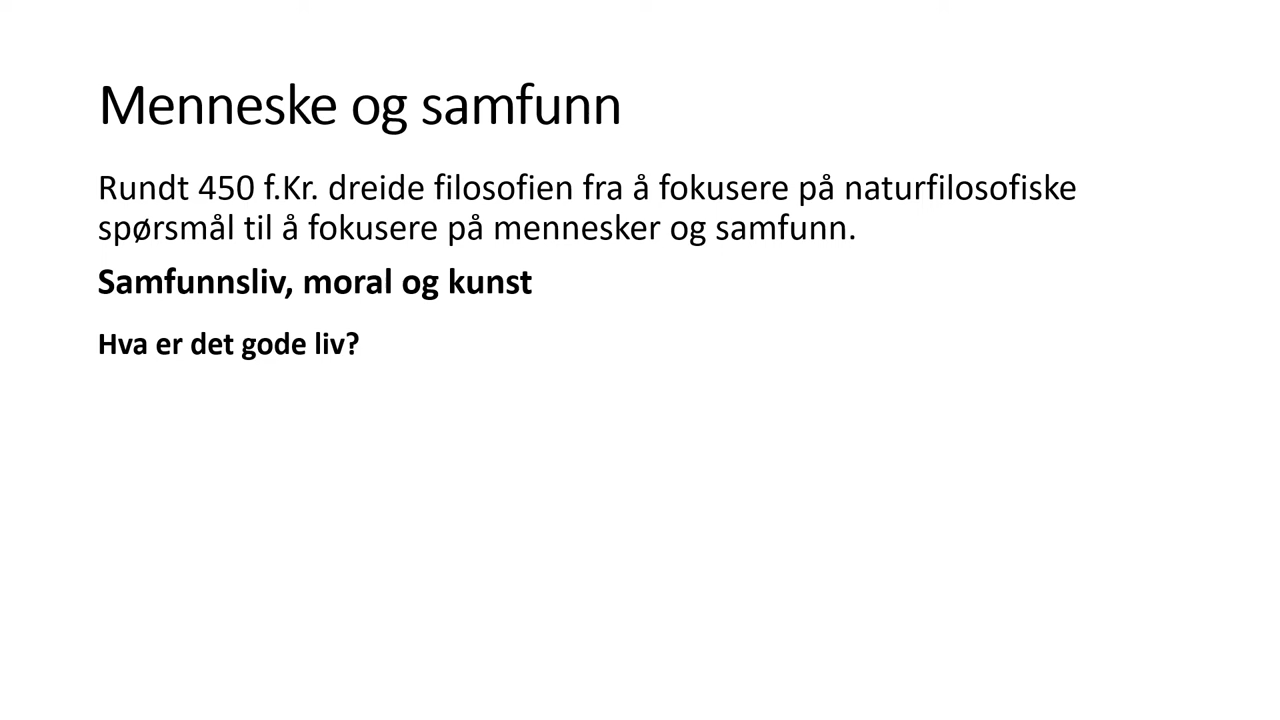 Menneske og samfunn
Rundt 450 f.Kr. dreide filosofien fra å fokusere på naturfilosofiske
spørsmål til å fokusere på mennesker og samfunn.
Samfunnsliv, moral og kunst
Hva er det gode liv?